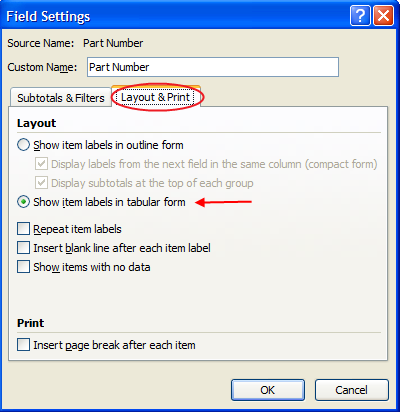 Field Settings
Source Name: Part Number
Custom Name: Part Number
Subtotals & Filters
Layout & Print
Layout
Show item labels in outline form
Display labels from the next field in the same column (compact form)
Display subtotals at the top of each group
Show item labels in tabular form
Repeat item labels
Insert blank line after each item label
Show items with no data
Print
Insert page break after each item
OK
Cancel